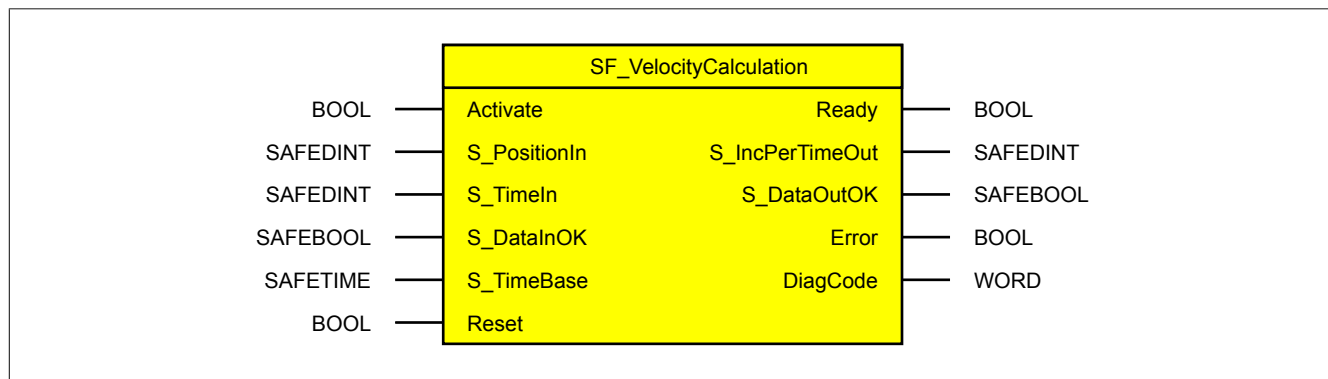 SF_VelocityCalculation
BOOL Activate Ready BOOL
SAFEDINT S_PositionIn S_IncPerTimeOut SAFEDINT
SAFEDINT S_TimeIn S_DataOutOK SAFEBOOL
SAFEBOOL S_DataInOK Error BOOL
SAFETIME S_TimeBase DiagCode WORD
BOOL Reset